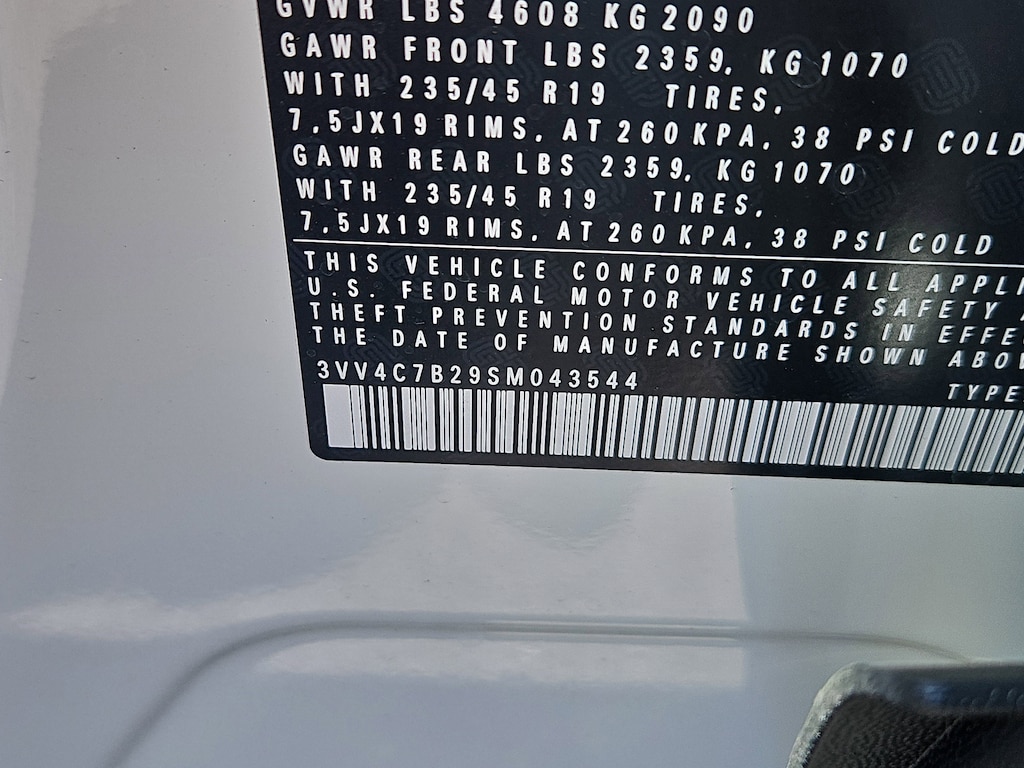 GVWR LBS 4608 KG 2090
GAWR FRONT LBS 2359, KG 1070
WITH 235/45 R19 TIRES,
7,5JX19 RIMS, AT 260 KPA, 38 PSI COLD
GAWR REAR LBS 2359, KG 1070
WITH 235/45 R19 TIRES,
7,5JX19 RIMS, AT 260 KPA, 38 PSI COLD
THIS VEHICLE CONFORMS TO ALL APPLI
U.S. FEDERAL MOTOR VEHICLE SAFETY
THEFT PREVENTION STANDARDS IN EFFE
THE DATE OF MANUFACTURE SHOWN ABOV
3VV4C7B29SM043544
TYPE